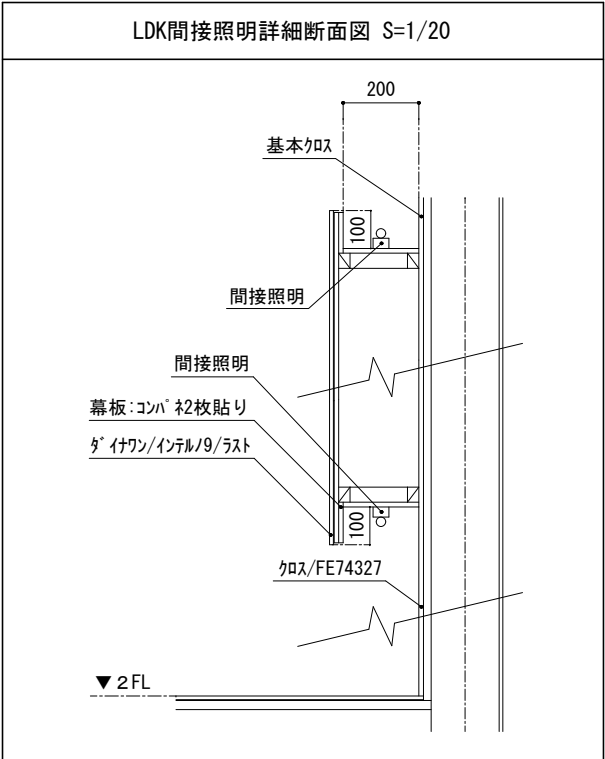 LDK間接照明詳細断面図 S=1/20
200
基本ｸﾛｽ
100
間接照明
間接照明
幕板:ｺﾝﾊﾟﾈ2枚貼り
ﾀﾞｲﾅﾜﾝ/ｲﾝﾃﾙﾉ9/ﾗｽﾄ
100
ｸﾛｽ/FE74327
▼２FL